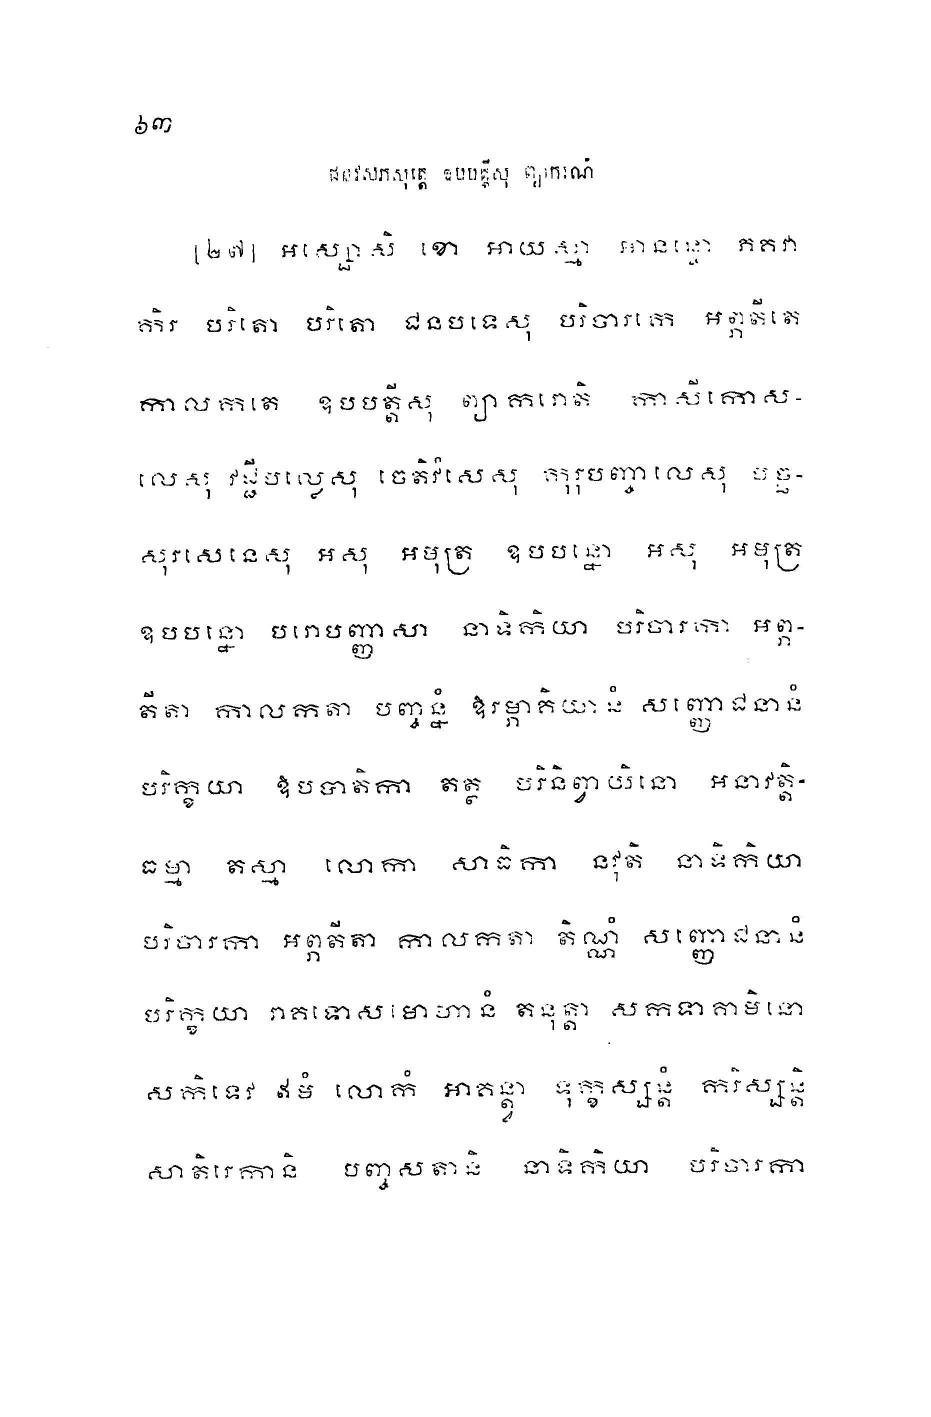 ៦៣
ជនវសភសុត្តេ ឧបបត្តីសុ ព្យាករណំ
[២៧] អស្សោសិ ខោ អាយស្មា អានន្ទោ ភគវា
កិរ បរិតោ បរិតោ ជនបទេសុ បរិចារកេ អព្ភតីតេ
កាលកតេ ឧបបត្តីសុ ព្យាករោតិ កាសីកោស-
លេសុ វជ្ជីមល្លេសុ ចេតិវំសេសុ កុរុបញ្ចាលេសុ មច្ឆ-
សុរសេនេសុ អសុ អមុត្រ ឧបបន្នោ អសុ អមុត្រ
ឧបបន្នោ បរោបញ្ញាសា នាទិកិយា បរិចារកា អព្ភ-
តីតា កាលកតា បញ្ចន្នំ ឱរម្ភាគិយានំ សញ្ញោជនានំ
បរិក្ខយា ឱបបាតិកា តត្ថ បរិនិព្វាយិនោ អនាវត្តិ-
ធម្មា តស្មា លោកា សាធិកា នវុតិ នាទិកិយា
បរិចារកា អព្ភតីតា កាលកតា តិណ្ណំ សញ្ញោជនានំ
បរិក្ខយា រាគទោសមោហានំ តនុត្តា សកទាគាមិនោ
សកិទេវ ឥមំ លោកំ អាគន្ត្វា ទុក្ខស្សន្តំ ករិស្សន្តិ
សាតិរេកានិ បញ្ចសតានិ នាទិកិយា បរិចារកា